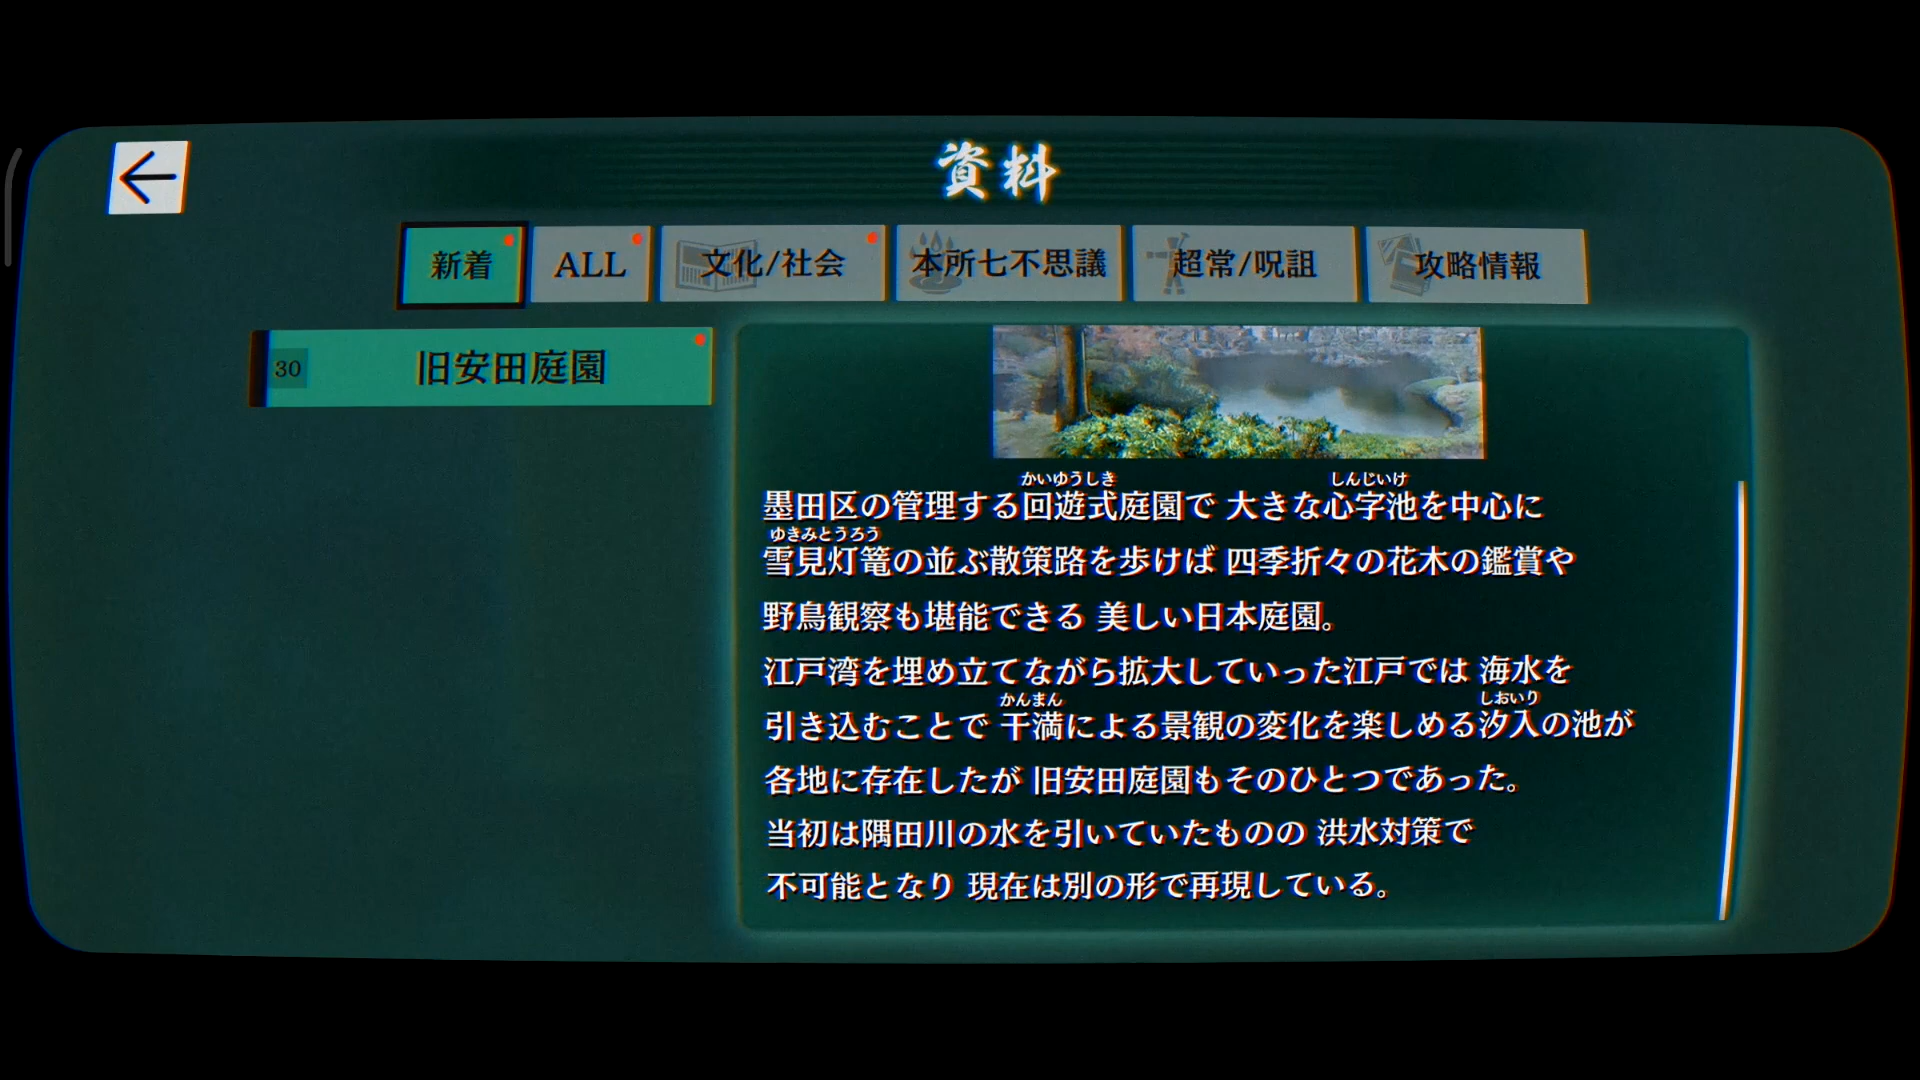 資料
新着
ALL
文化/社会
本所七不思議
超常/呪詛
攻略情報
30
旧安田庭園
かいゆうしき
しんじいけ
墨田区の管理する回遊式庭園で 大きな心字池を中心に
ゆきみとうろう
雪見灯篭の並ぶ散策路を歩けば 四季折々の花木の鑑賞や
野鳥観察も堪能できる 美しい日本庭園。
江戸湾を埋め立てながら拡大していった江戸では 海水を
かんまん
しおいり
引き込むことで 干満による景観の変化を楽しめる汐入の池が
各地に存在したが 旧安田庭園もそのひとつであった。
当初は隅田川の水を引いていたものの 洪水対策で
不可能となり 現在は別の形で再現している。